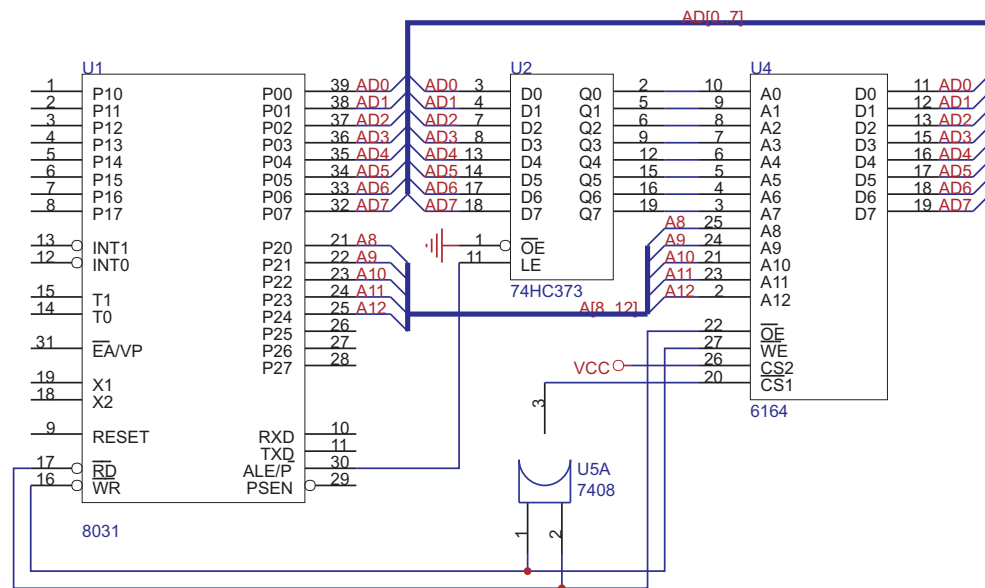 AD[0..7]
U1
U2
U4
1 P10 P00 39 AD0 AD0 3 D0 Q0 2 10 A0 D0 11 AD0
2 P11 P01 38 AD1 AD1 4 D1 Q1 5 9 A1 D1 12 AD1
3 P12 P02 37 AD2 AD2 7 D2 Q2 6 8 A2 D2 13 AD2
4 P13 P03 36 AD3 AD3 8 D3 Q3 9 7 A3 D3 15 AD3
5 P14 P04 35 AD4 AD4 13 D4 Q4 12 6 A4 D4 16 AD4
6 P15 P05 34 AD5 AD5 14 D5 Q5 15 5 A5 D5 17 AD5
7 P16 P06 33 AD6 AD6 17 D6 Q6 16 4 A6 D6 18 AD6
8 P17 P07 32 AD7 AD7 18 D7 Q7 19 3 A7 D7 19 AD7
A8 25 A8
13 INT1 P20 21 A8 1 OE A9 24 A9
12 INT0 P21 22 A9 11 LE A10 21 A10
P22 23 A10 A11 23 A11
74HC373
15 T1 P23 24 A11 A12 2 A12
A[8..12]
14 T0 P24 25 A12
P25 26 22 OE
31 EA/VP P26 27 27 WE
P27 28 VCC 26 CS2
19 X1 20 CS1
18 X2
3
6164
9 RESET RXD 10
TXD 11
17 RD ALE/P 30 U5A
16 WR PSEN 29 7408
8031
1 2